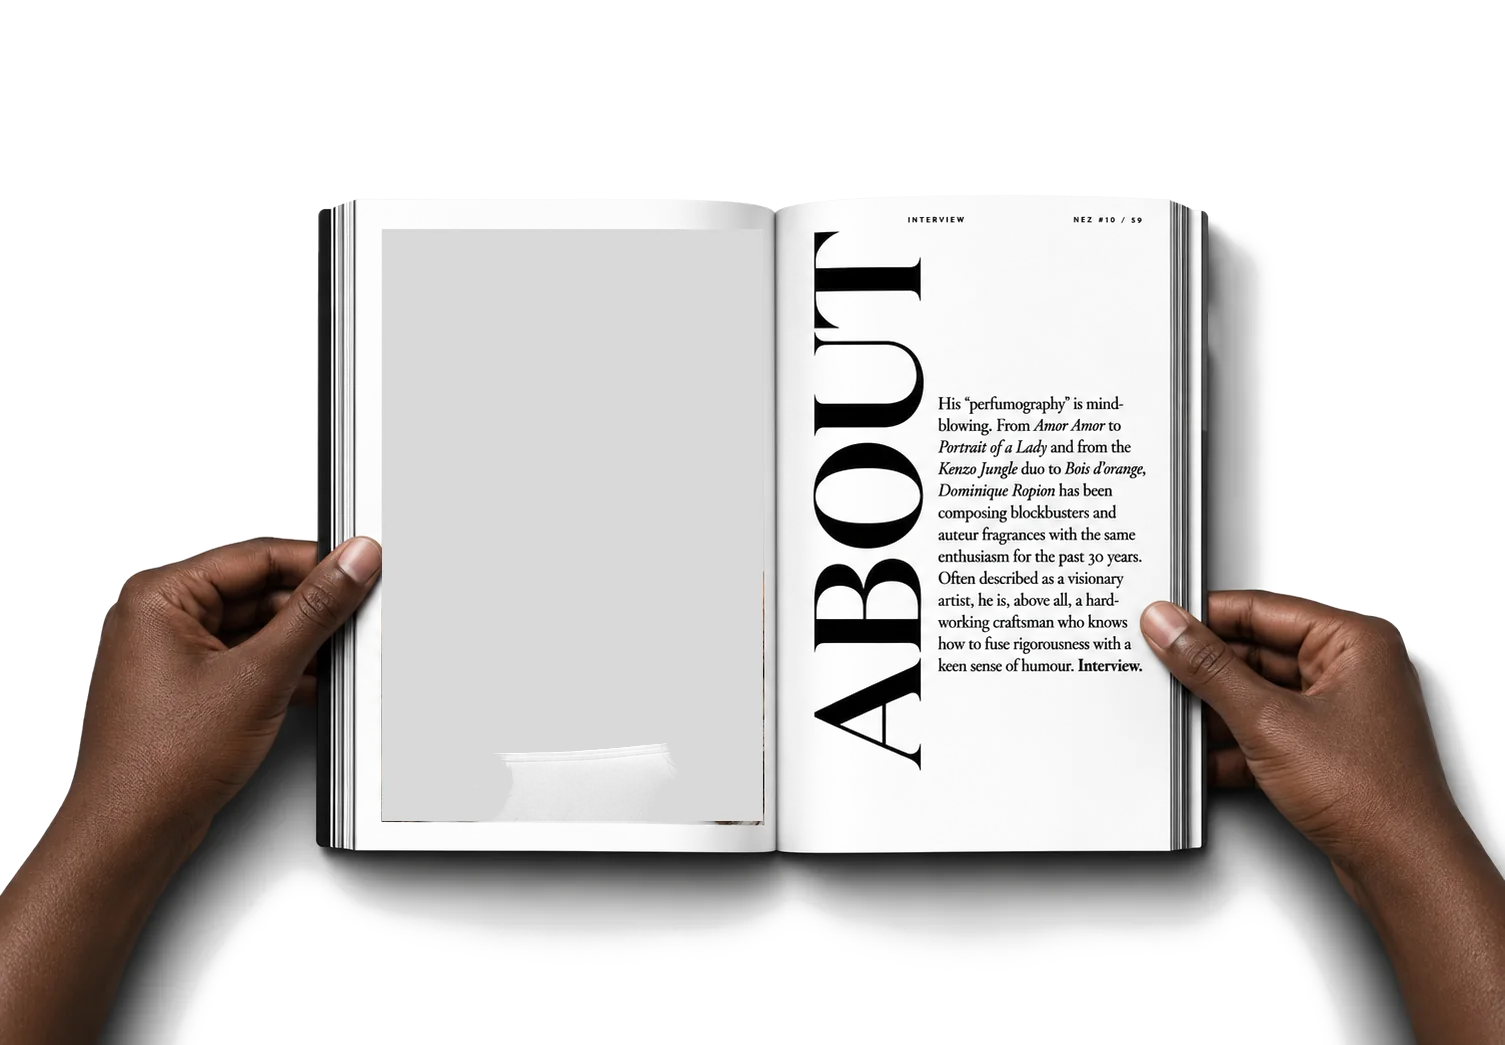 INTERVIEW
NEZ #10 / 59
ABOUT
His “perfumography” is mind-
blowing. From Amor Amor to
Portrait of a Lady and from the
Kenzo Jungle duo to Bois d’orange,
Dominique Ropion has been
composing blockbusters and
auteur fragrances with the same
enthusiasm for the past 30 years.
Often described as a visionary
artist, he is, above all, a hard-
working craftsman who knows
how to fuse rigorousness with a
keen sense of humour. Interview.